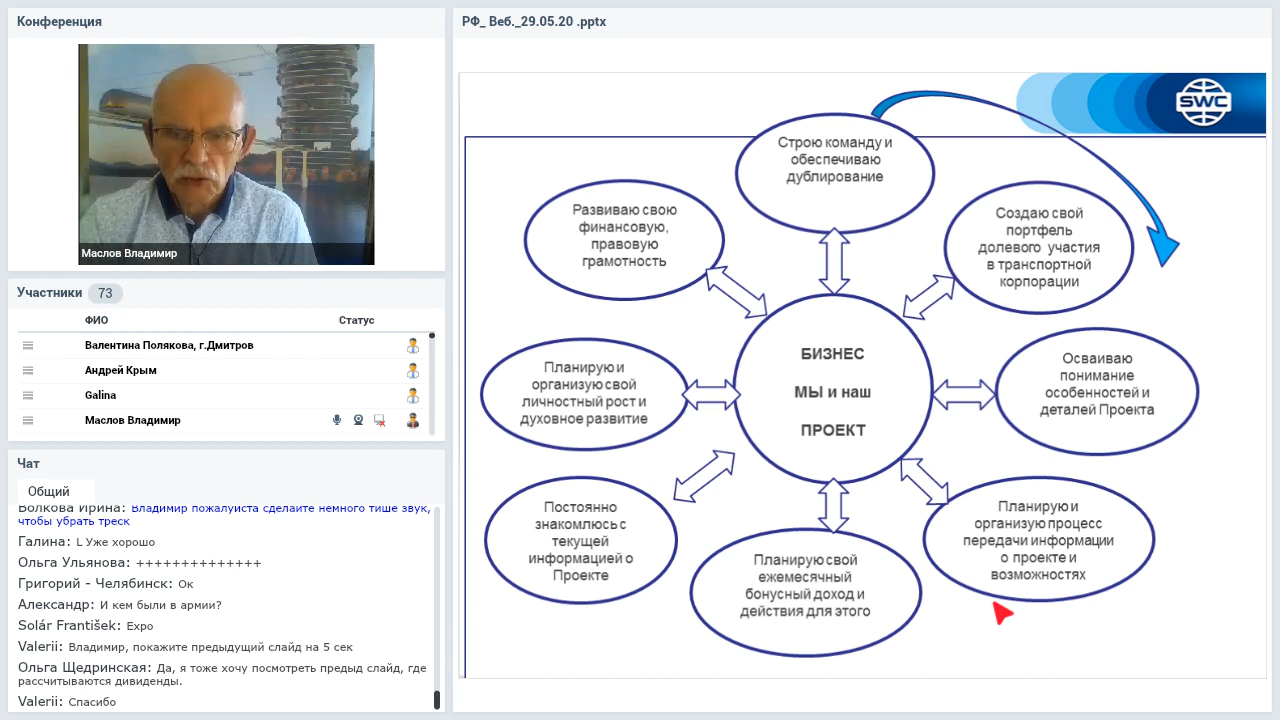 Конференция
Маслов Владимир
Участники 73
ФИО Статус
Валентина Полякова, г.Дмитров
Андрей Крым
Galina
Маслов Владимир
Чат
Общий
Волкова Ирина: Владимир пожалуйста сделайте немного тише звук,
чтобы убрать треск
Галина: L Уже хорошо
Ольга Ульянова: ++++++++++++++
Григорий - Челябинск: Ок
Александр: И кем были в армии?
Solár František: Expo
Valerii: Владимир, покажите предыдущий слайд на 5 сек
Ольга Щедринская: Да, я тоже хочу посмотреть предыд слайд, где
рассчитываются дивиденды.
Valerii: Спасибо
РФ_ Веб._29.05.20 .pptx
SWC
Строю команду и
обеспечиваю
дублирование
Развиваю свою
финансовую,
правовую
грамотность
Создаю свой
портфель
долевого участия
в транспортной
корпорации
Планирую и
организую свой
личностный рост и
духовное развитие
БИЗНЕС
МЫ и наш
ПРОЕКТ
Осваиваю
понимание
особенностей и
деталей Проекта
Постоянно
знакомлюсь с
текущей
информацией о
Проекте
Планирую свой
ежемесячный
бонусный доход и
действия для этого
Планирую и
организую процесс
передачи информации
о проекте и
возможностях